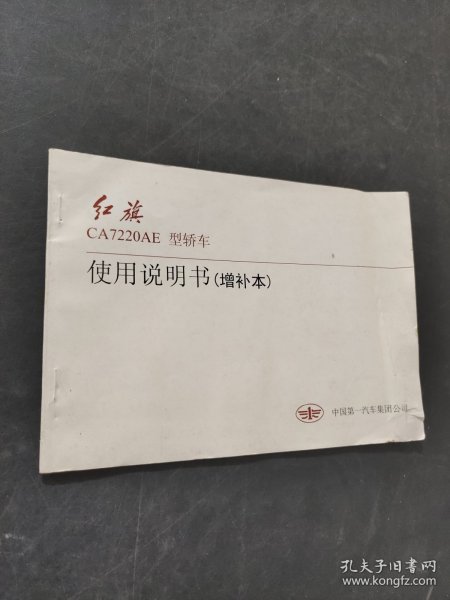 红旗
CA7220AE 型轿车
使用说明书(增补本)
中国第一汽车集团公司
孔夫子旧书网
www.kongfz.com